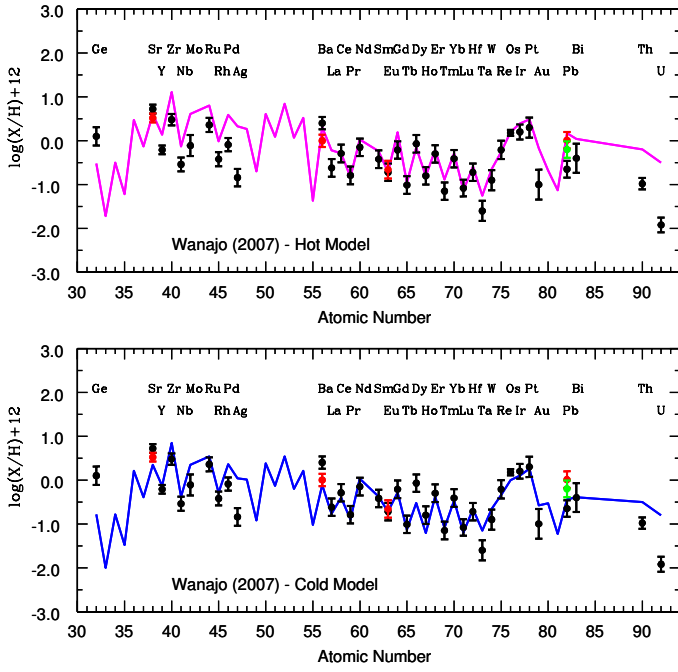 3.0
2.0
1.0
0.0
-1.0
-2.0
-3.0
log(X/H)+12
Ge Sr Zr Mo Ru Pd Ba Ce Nd Sm Gd Dy Er Yb Hf W Os Pt Bi Th
Y Nb Rh Ag La Pr Eu Tb Ho Tm Lu Ta Re Ir Au Pb U
Wanajo (2007) - Hot Model
30 35 40 45 50 55 60 65 70 75 80 85 90
Atomic Number
3.0
2.0
1.0
0.0
-1.0
-2.0
-3.0
log(X/H)+12
Ge Sr Zr Mo Ru Pd Ba Ce Nd Sm Gd Dy Er Yb Hf W Os Pt Bi Th
Y Nb Rh Ag La Pr Eu Tb Ho Tm Lu Ta Re Ir Au Pb U
Wanajo (2007) - Cold Model
30 35 40 45 50 55 60 65 70 75 80 85 90
Atomic Number